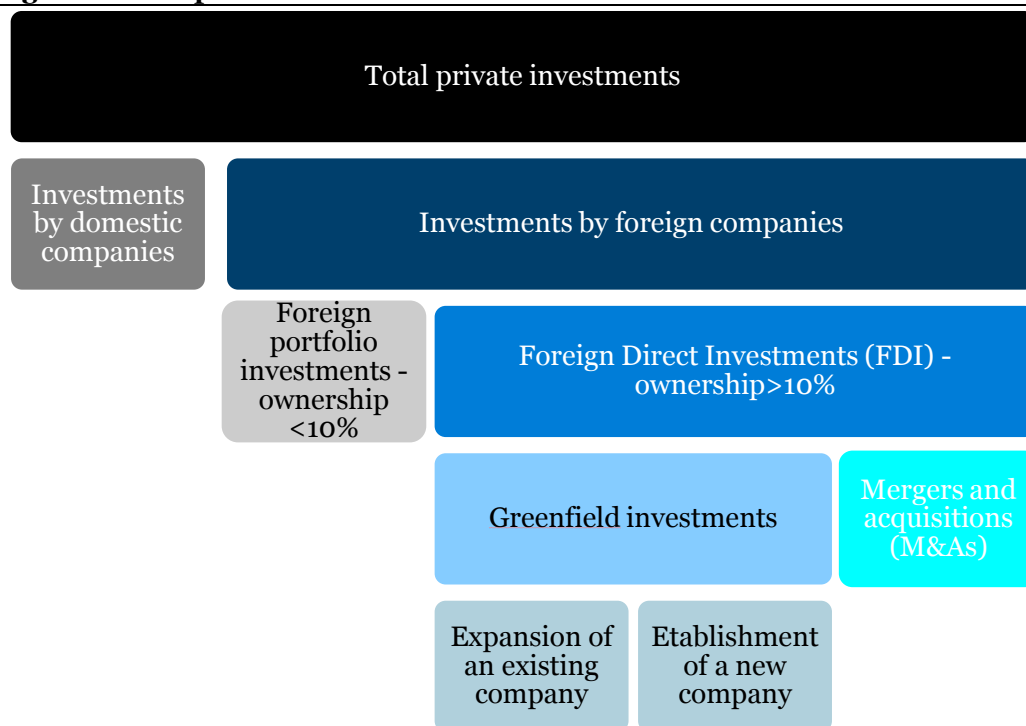 Total private investments
Investments
by domestic
companies
Investments by foreign companies
Foreign
portfolio
investments -
ownership
<10%
Foreign Direct Investments (FDI) -
ownership>10%
Greenfield investments
Mergers and
acquisitions
(M&As)
Expansion of
an existing
company
Etablishment
of a new
company